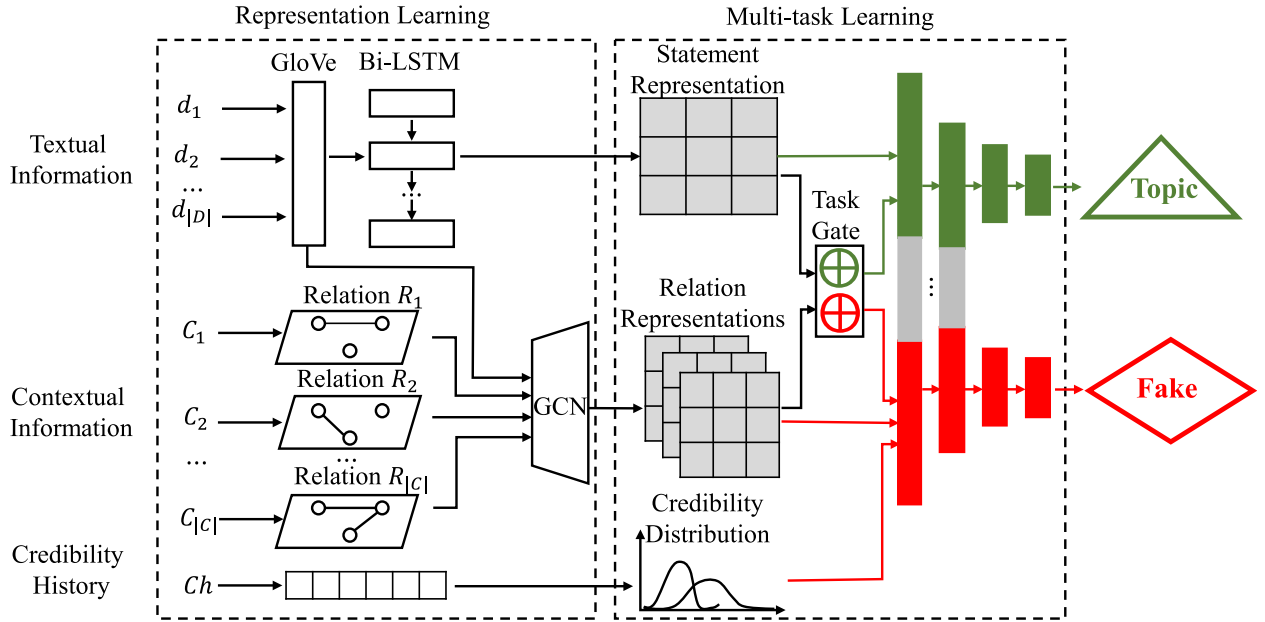 Representation Learning
Multi-task Learning
GloVe
Bi-LSTM
Statement
Representation
d₁
Textual
Information
d₂
...
d|D|
...
Task
Gate
Topic
Relation R₁
C₁
Relation
Representations
...
Relation R₂
Contextual
Information
C₂
GCN
Fake
...
...
Relation R|C|
C|C|
Credibility
Distribution
Credibility
History
Ch